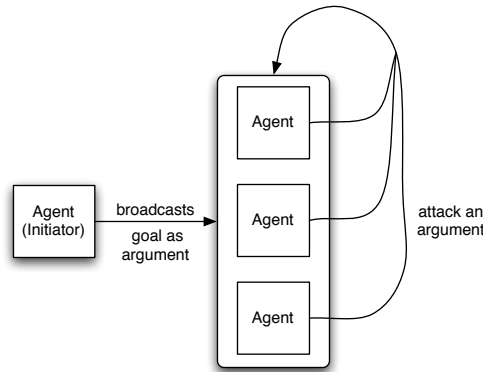 Agent
Agent
(Initiator)
broadcasts
goal as
argument
Agent
Agent
attack an
argument